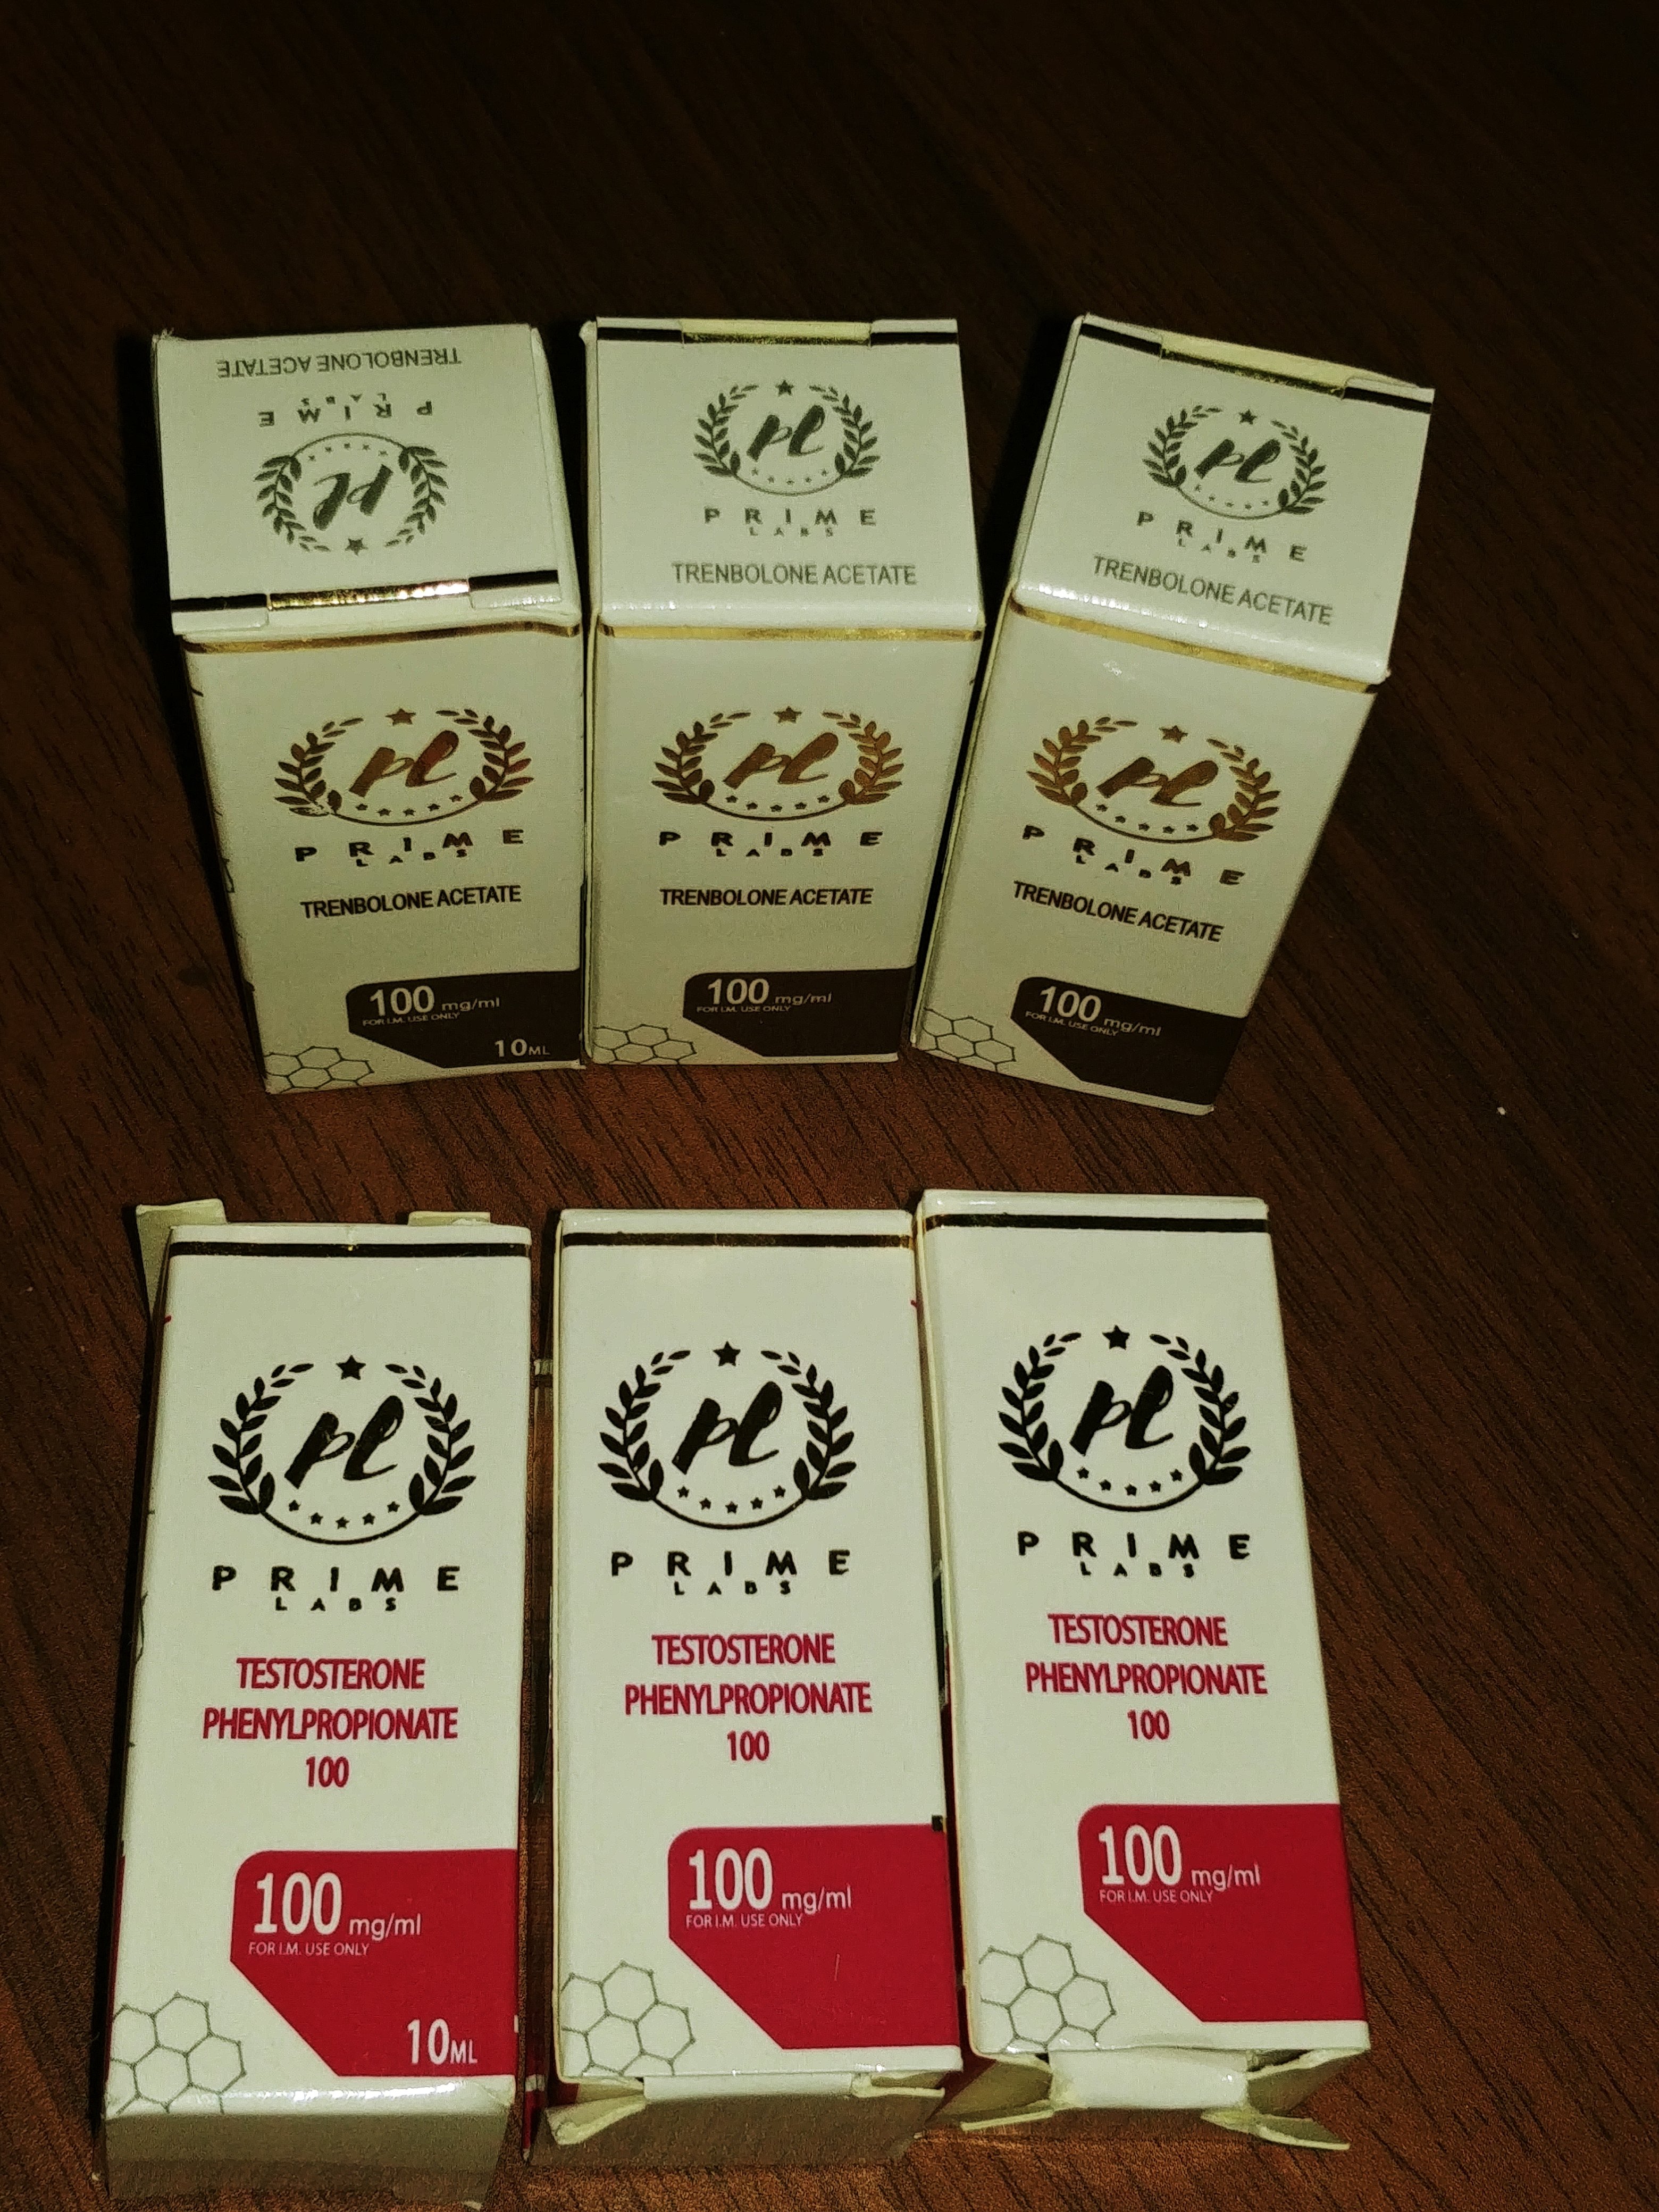 TRENBOLONE ACETATE
PRIME
LABS
pl
pl
PRIME
LABS
TRENBOLONE ACETATE
100 mg/ml
FOR I.M. USE ONLY
10ML
pl
PRIME
LABS
TRENBOLONE ACETATE
pl
PRIME
LABS
TRENBOLONE ACETATE
100 mg/ml
FOR I.M. USE ONLY
pl
PRIME
LABS
TRENBOLONE ACETATE
pl
PRIME
LABS
TRENBOLONE ACETATE
100 mg/ml
FOR I.M. USE ONLY
pl
PRIME
LABS
TESTOSTERONE
PHENYLPROPIONATE
100
100 mg/ml
FOR I.M. USE ONLY
10ML
pl
PRIME
LABS
TESTOSTERONE
PHENYLPROPIONATE
100
100 mg/ml
FOR I.M. USE ONLY
pl
PRIME
LABS
TESTOSTERONE
PHENYLPROPIONATE
100
100 mg/ml
FOR I.M. USE ONLY